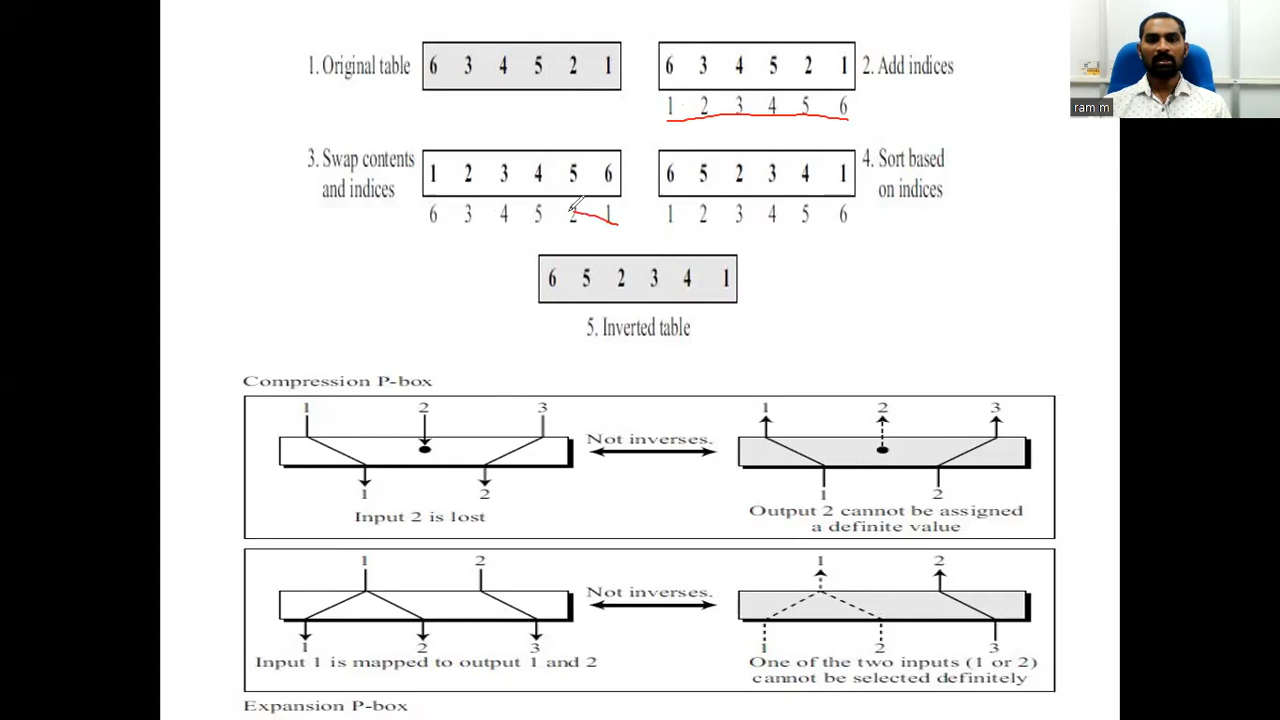 1. Original table
6 3 4 5 2 1
6 3 4 5 2 1
2. Add indices
1 2 3 4 5 6
3. Swap contents
and indices
1 2 3 4 5 6
6 3 4 5 2 1
6 5 2 3 4 1
1 2 3 4 5 6
4. Sort based
on indices
6 5 2 3 4 1
5. Inverted table
ram m
Compression P-box
1 2 3
1 2
Input 2 is lost
Not inverses.
1 2 3
1 2
Output 2 cannot be assigned
a definite value
1 2
1 2 3
Input 1 is mapped to output 1 and 2
Not inverses.
1 2
1 2 3
One of the two inputs (1 or 2)
cannot be selected definitely
Expansion P-box